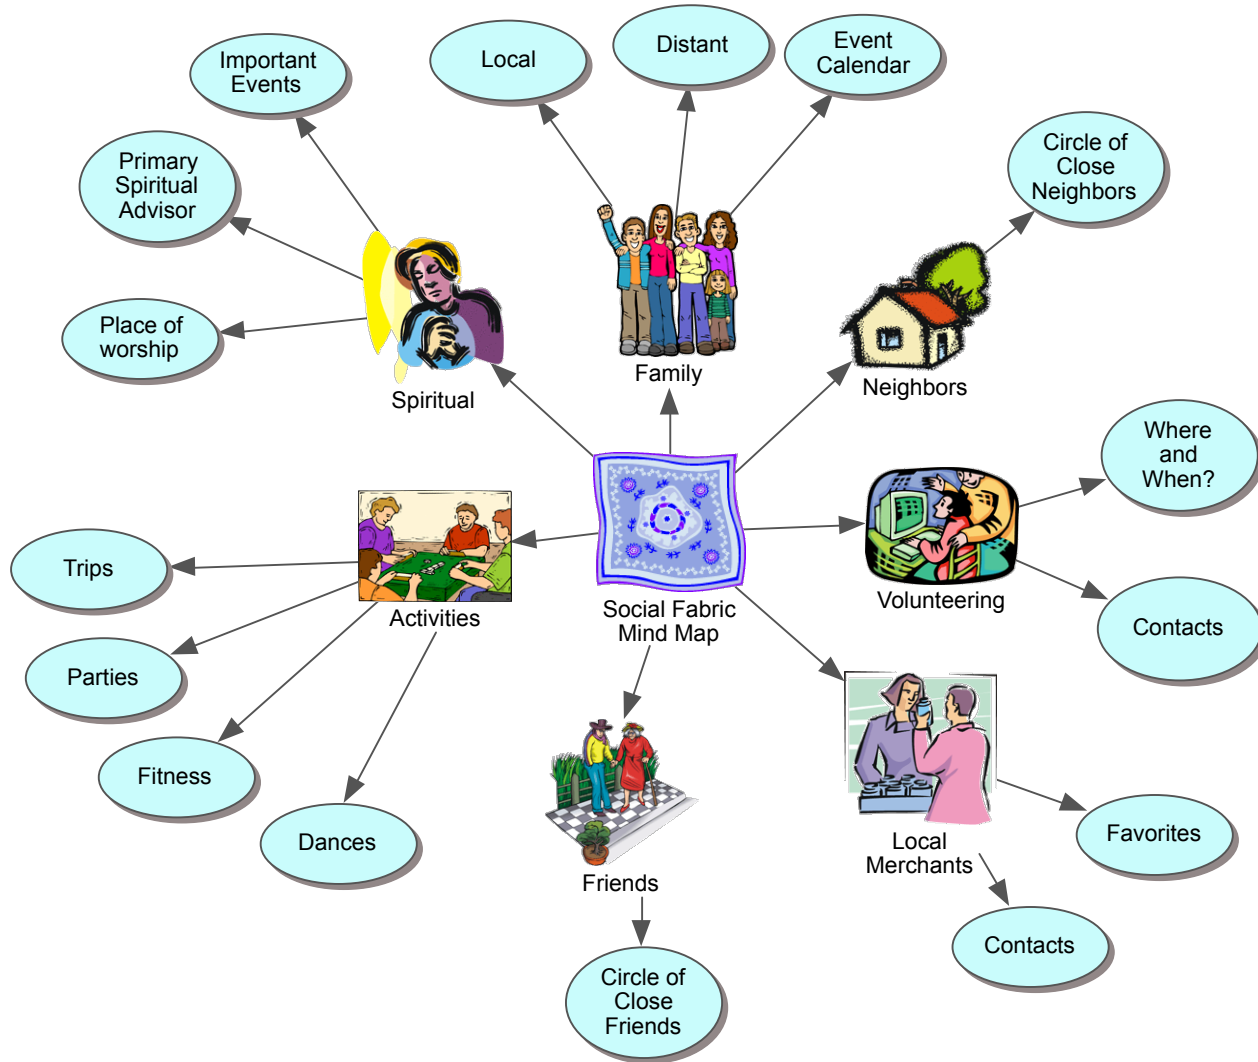 Important
Events
Local
Distant
Event
Calendar
Primary
Spiritual
Advisor
Circle of
Close
Neighbors
Place of
worship
Spiritual
Family
Neighbors
Where
and
When?
Trips
Activities
Social Fabric
Mind Map
Volunteering
Contacts
Parties
Fitness
Dances
Friends
Local
Merchants
Favorites
Contacts
Circle of
Close
Friends